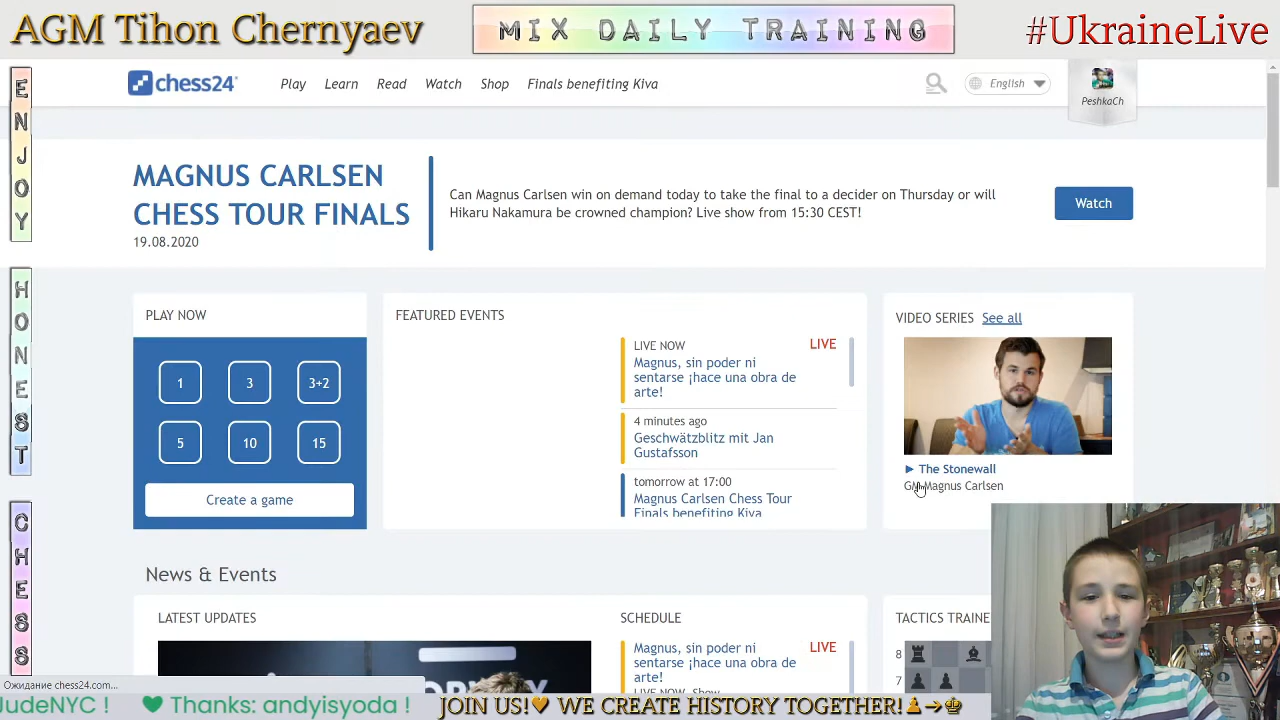 AGM Tihon Chernyaev
MIX DAILY TRAINING
#UkraineLive
ENJOY
HONEST
CHESS
chess24
Play Learn Read Watch Shop Finals benefiting Kiva
English
PeshkaCh
MAGNUS CARLSEN
CHESS TOUR FINALS
19.08.2020
Can Magnus Carlsen win on demand today to take the final to a decider on Thursday or will
Hikaru Nakamura be crowned champion? Live show from 15:30 CEST!
Watch
PLAY NOW
1 3 3+2
5 10 15
Create a game
FEATURED EVENTS
LIVE NOW LIVE
Magnus, sin poder ni
sentarse ¡hace una obra de
arte!
4 minutes ago
Geschwätzblitz mit Jan
Gustafsson
tomorrow at 17:00
Magnus Carlsen Chess Tour
Finals benefiting Kiva
VIDEO SERIES See all
The Stonewall
GM Magnus Carlsen
News & Events
LATEST UPDATES
SCHEDULE
Magnus, sin poder ni LIVE
sentarse ¡hace una obra de
arte!
LIVE NOW, Show
TACTICS TRAINE
8
7
Ожидание chess24.com...
JudeNYC ! Thanks: andyisyoda !
JOIN US! WE CREATE HISTORY TOGETHER!